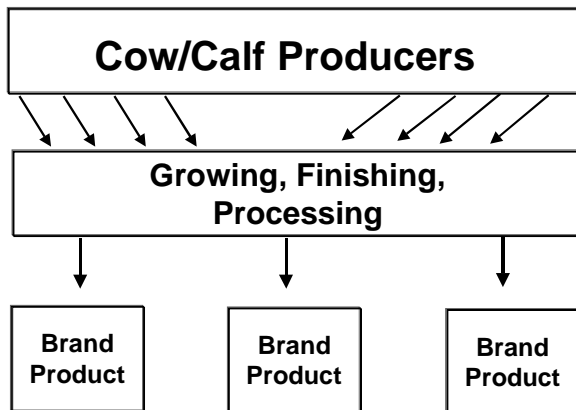 Cow/Calf Producers
Growing, Finishing,
Processing
Brand
Product
Brand
Product
Brand
Product